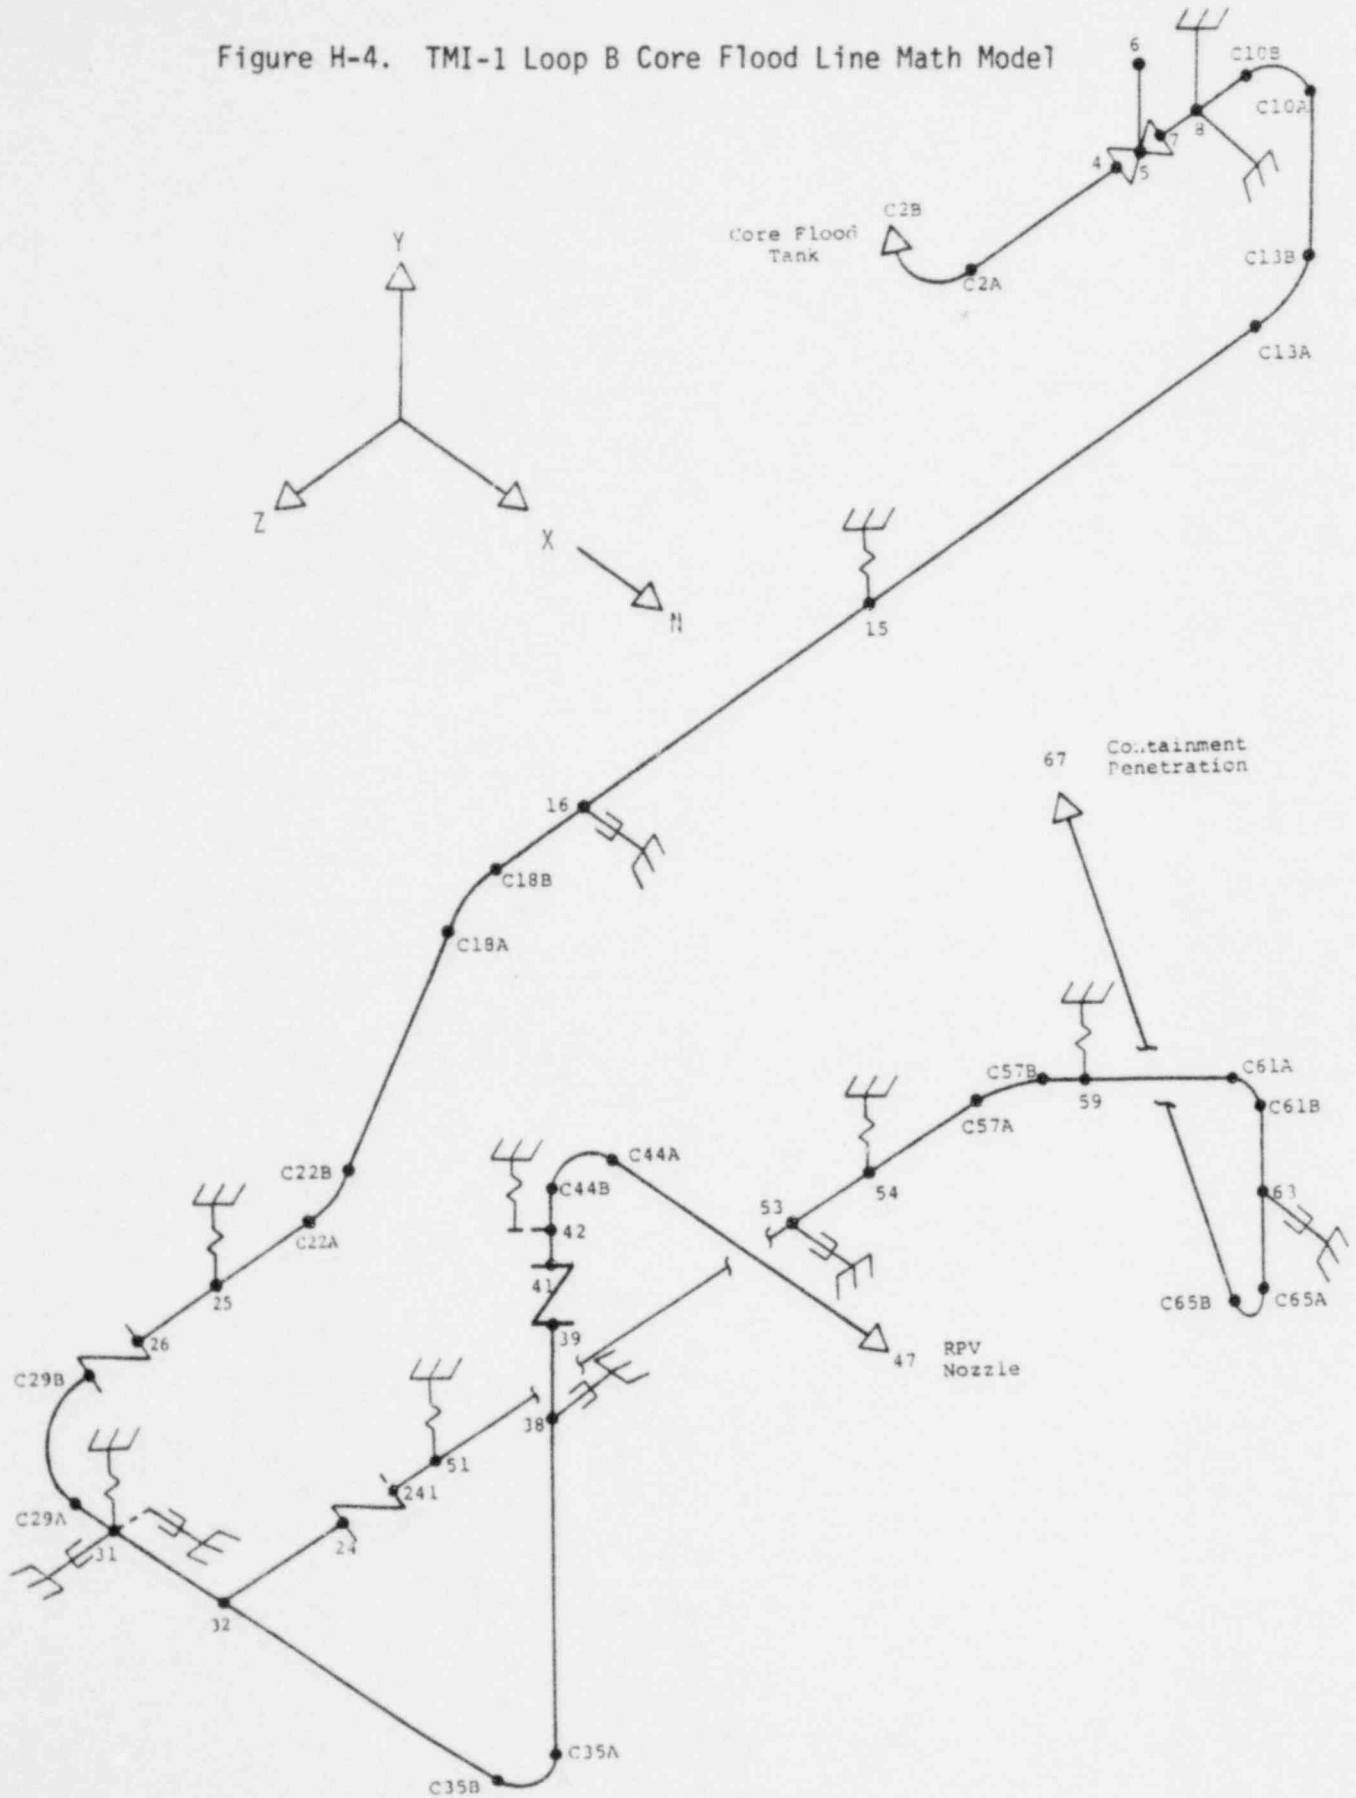 Figure H-4. TMI-1 Loop B Core Flood Line Math Model
6
C10B
C10A
8
7
4
5
C2B
Core Flood
Tank
C2A
C13B
C13A
Y
Z
X
N
15
16
C18B
C18A
67
Containment
Penetration
C57B
59
C61A
C61B
C57A
54
53
63
C65B
C65A
C22B
C22A
25
26
C29B
C44A
C44B
42
41
39
47
RPV
Nozzle
38
51
241
24
C29A
31
32
C35A
C35B